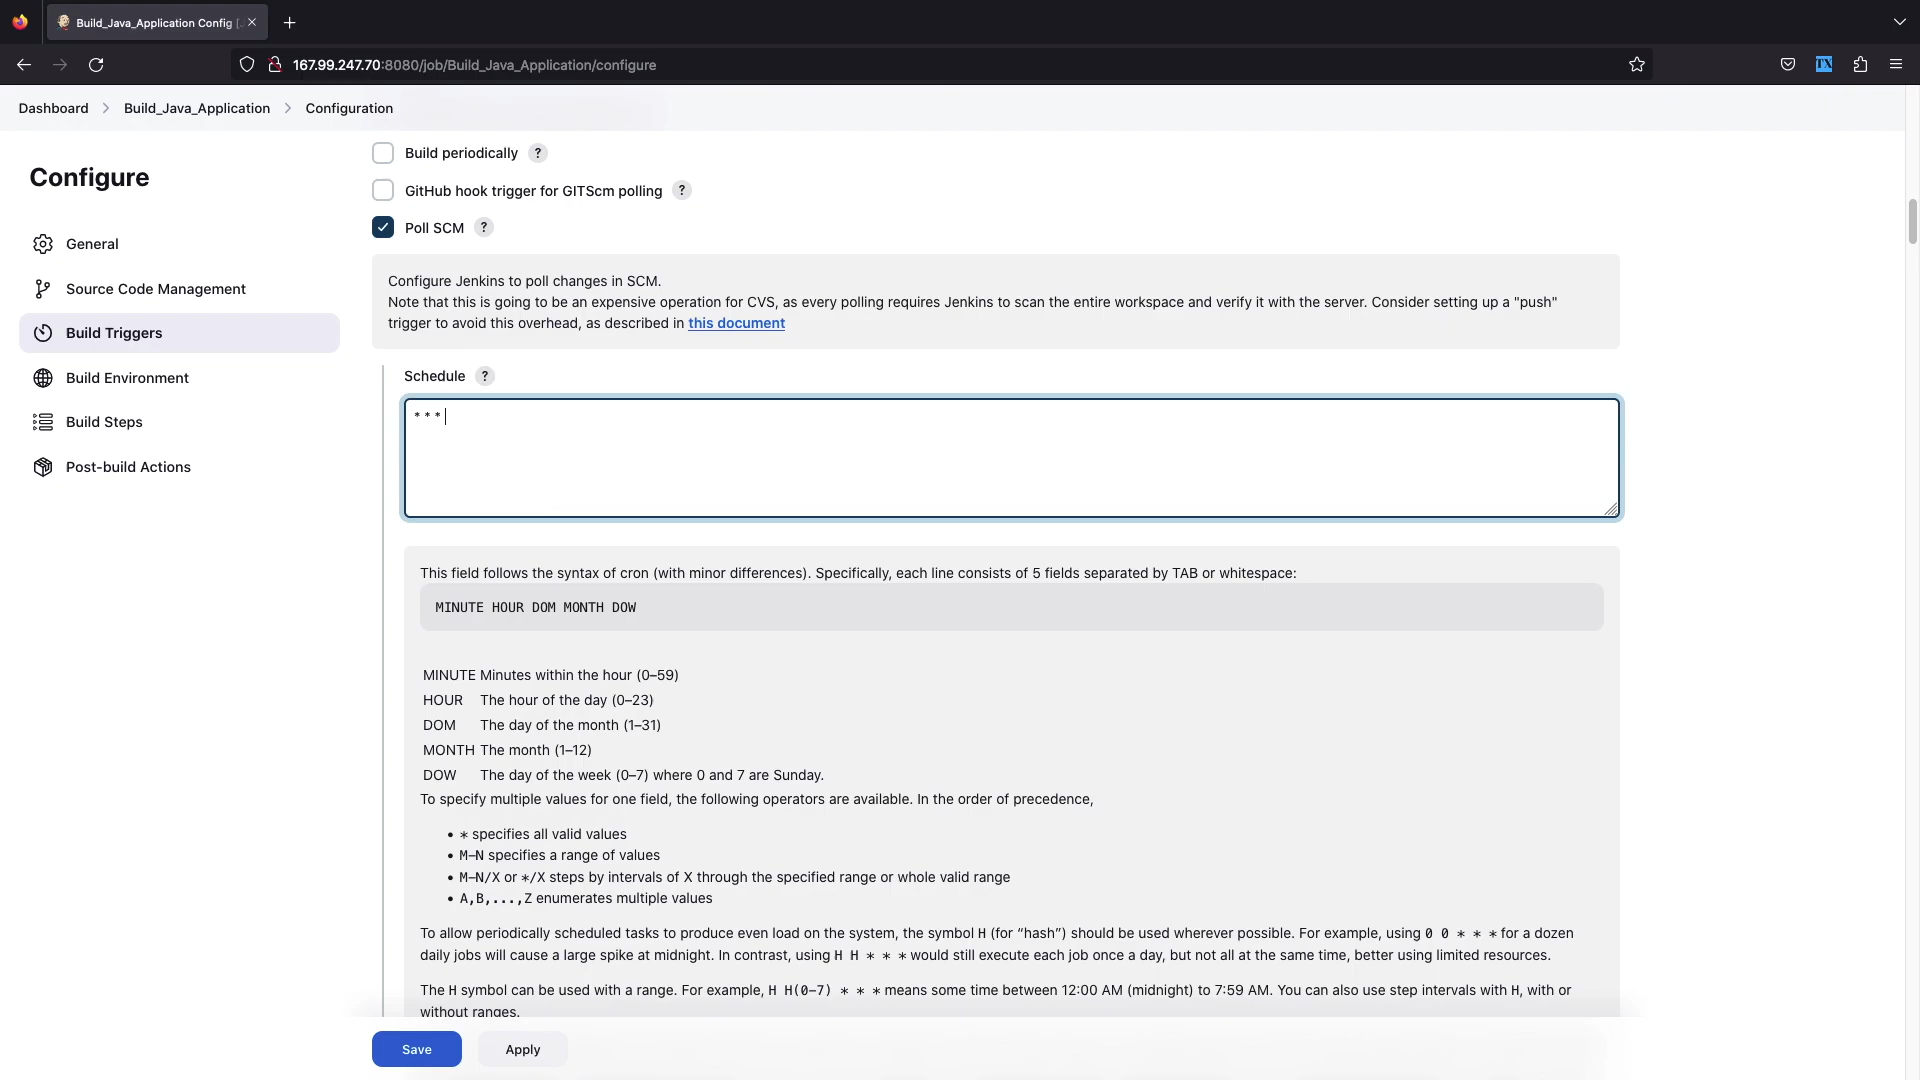 Build_Java_Application Config [
167.99.247.70:8080/job/Build_Java_Application/configure
Dashboard
Build_Java_Application
Configuration
Configure
General
Source Code Management
Build Triggers
Build Environment
Build Steps
Post-build Actions
Build periodically ?
GitHub hook trigger for GITScm polling ?
Poll SCM ?
Configure Jenkins to poll changes in SCM.
Note that this is going to be an expensive operation for CVS, as every polling requires Jenkins to scan the entire workspace and verify it with the server. Consider setting up a "push"
trigger to avoid this overhead, as described in this document
Schedule ?
* * *
This field follows the syntax of cron (with minor differences). Specifically, each line consists of 5 fields separated by TAB or whitespace:
MINUTE HOUR DOM MONTH DOW
MINUTE Minutes within the hour (0–59)
HOUR The hour of the day (0–23)
DOM The day of the month (1–31)
MONTH The month (1–12)
DOW The day of the week (0–7) where 0 and 7 are Sunday.
To specify multiple values for one field, the following operators are available. In the order of precedence,
• * specifies all valid values
• M-N specifies a range of values
• M-N/X or */X steps by intervals of X through the specified range or whole valid range
• A,B,...,Z enumerates multiple values
To allow periodically scheduled tasks to produce even load on the system, the symbol H (for “hash”) should be used wherever possible. For example, using 0 0 * * * for a dozen
daily jobs will cause a large spike at midnight. In contrast, using H H * * * would still execute each job once a day, but not all at the same time, better using limited resources.
The H symbol can be used with a range. For example, H H(0-7) * * * means some time between 12:00 AM (midnight) to 7:59 AM. You can also use step intervals with H, with or
without ranges.
Save
Apply